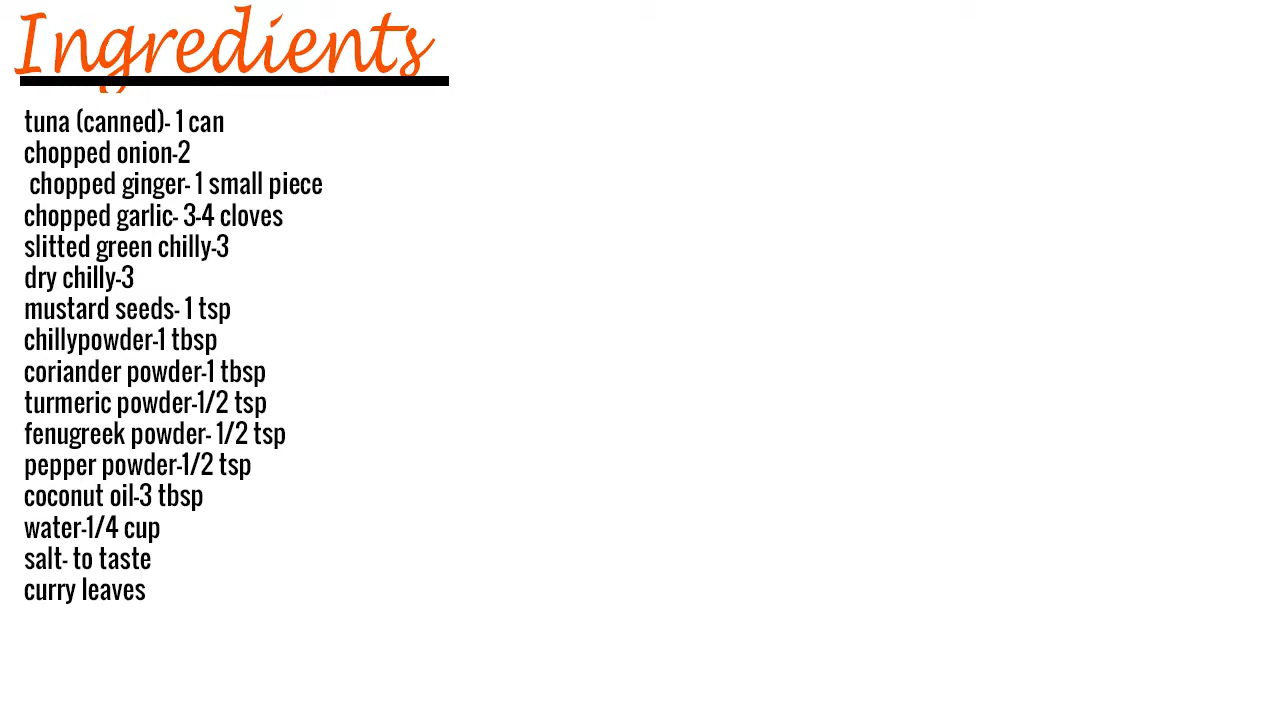 Ingredients
tuna (canned)- 1 can
chopped onion-2
chopped ginger- 1 small piece
chopped garlic- 3-4 cloves
slitted green chilly-3
dry chilly-3
mustard seeds- 1 tsp
chillypowder-1 tbsp
coriander powder-1 tbsp
turmeric powder-1/2 tsp
fenugreek powder- 1/2 tsp
pepper powder-1/2 tsp
coconut oil-3 tbsp
water-1/4 cup
salt- to taste
curry leaves